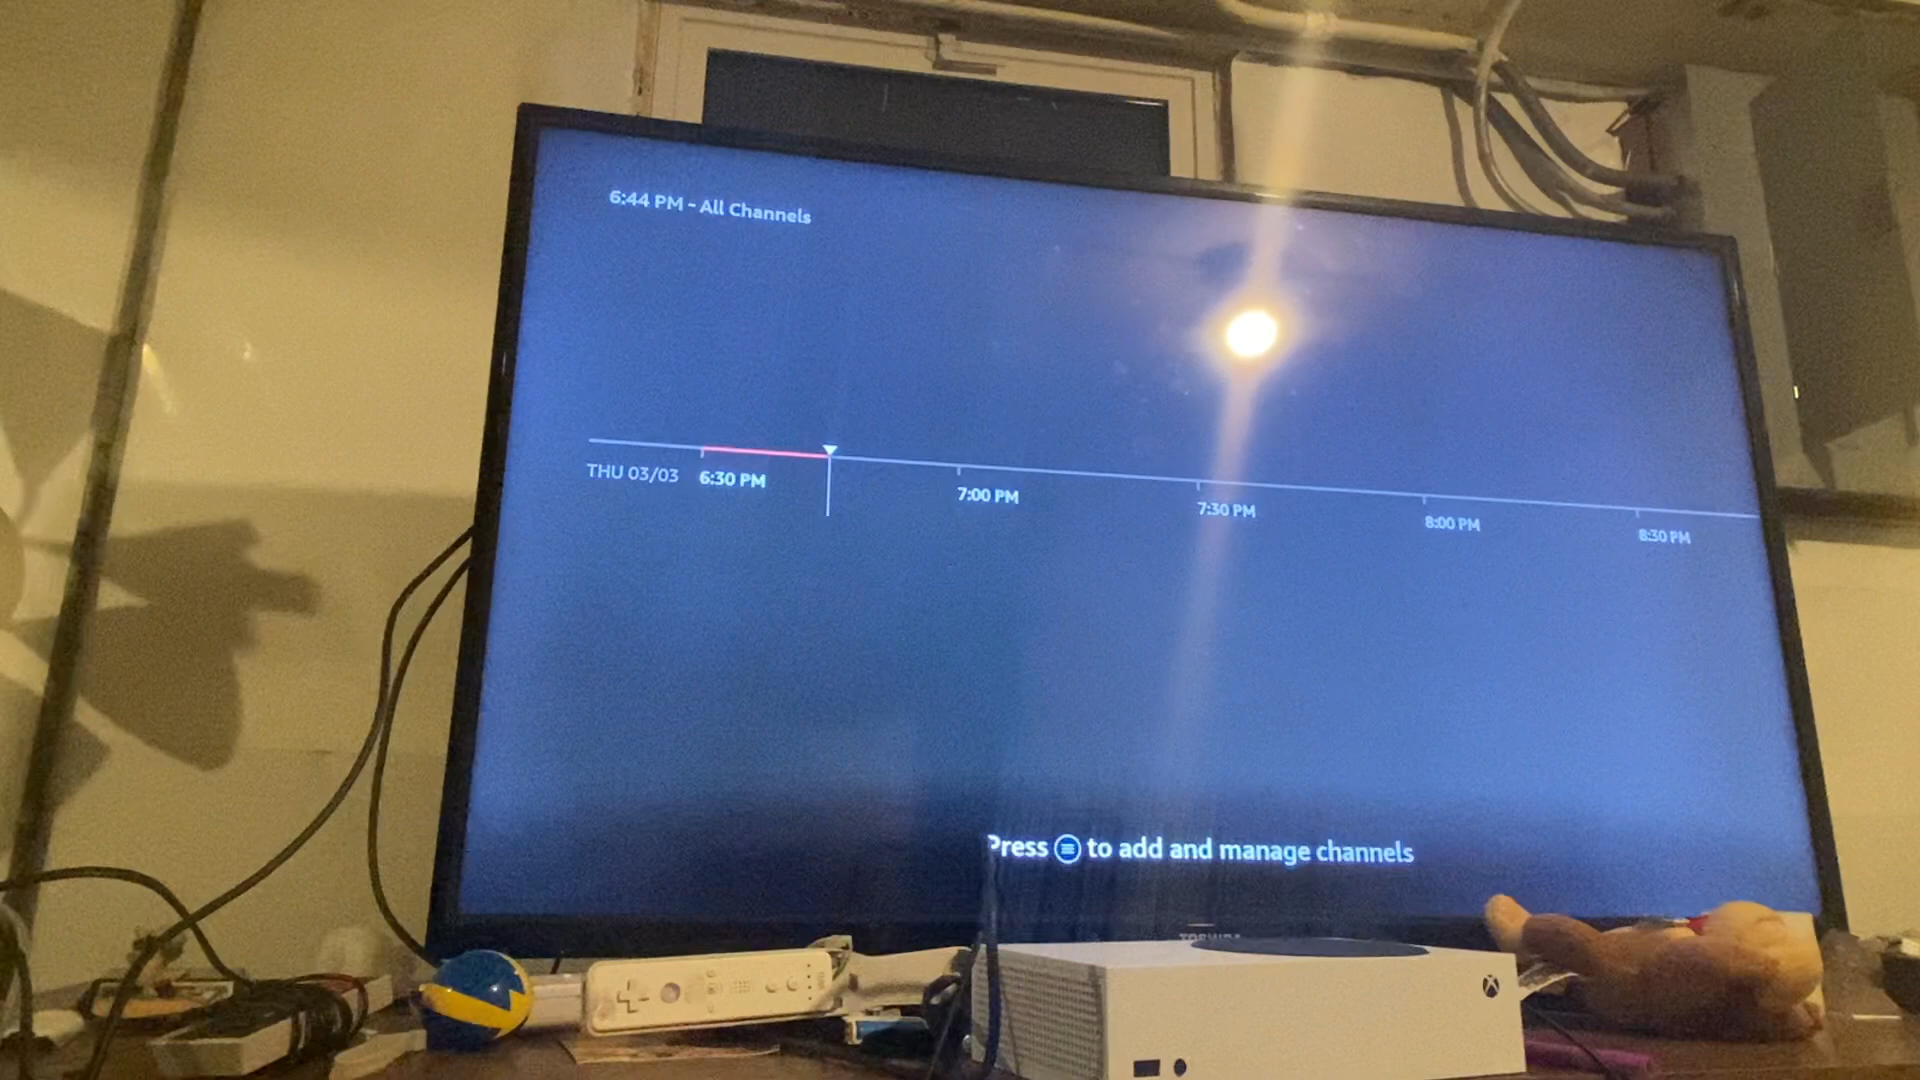 6:44 PM - All Channels
THU 03/03 6:30 PM 7:00 PM 7:30 PM 8:00 PM 8:30 PM
Press to add and manage channels
TOSHIBA